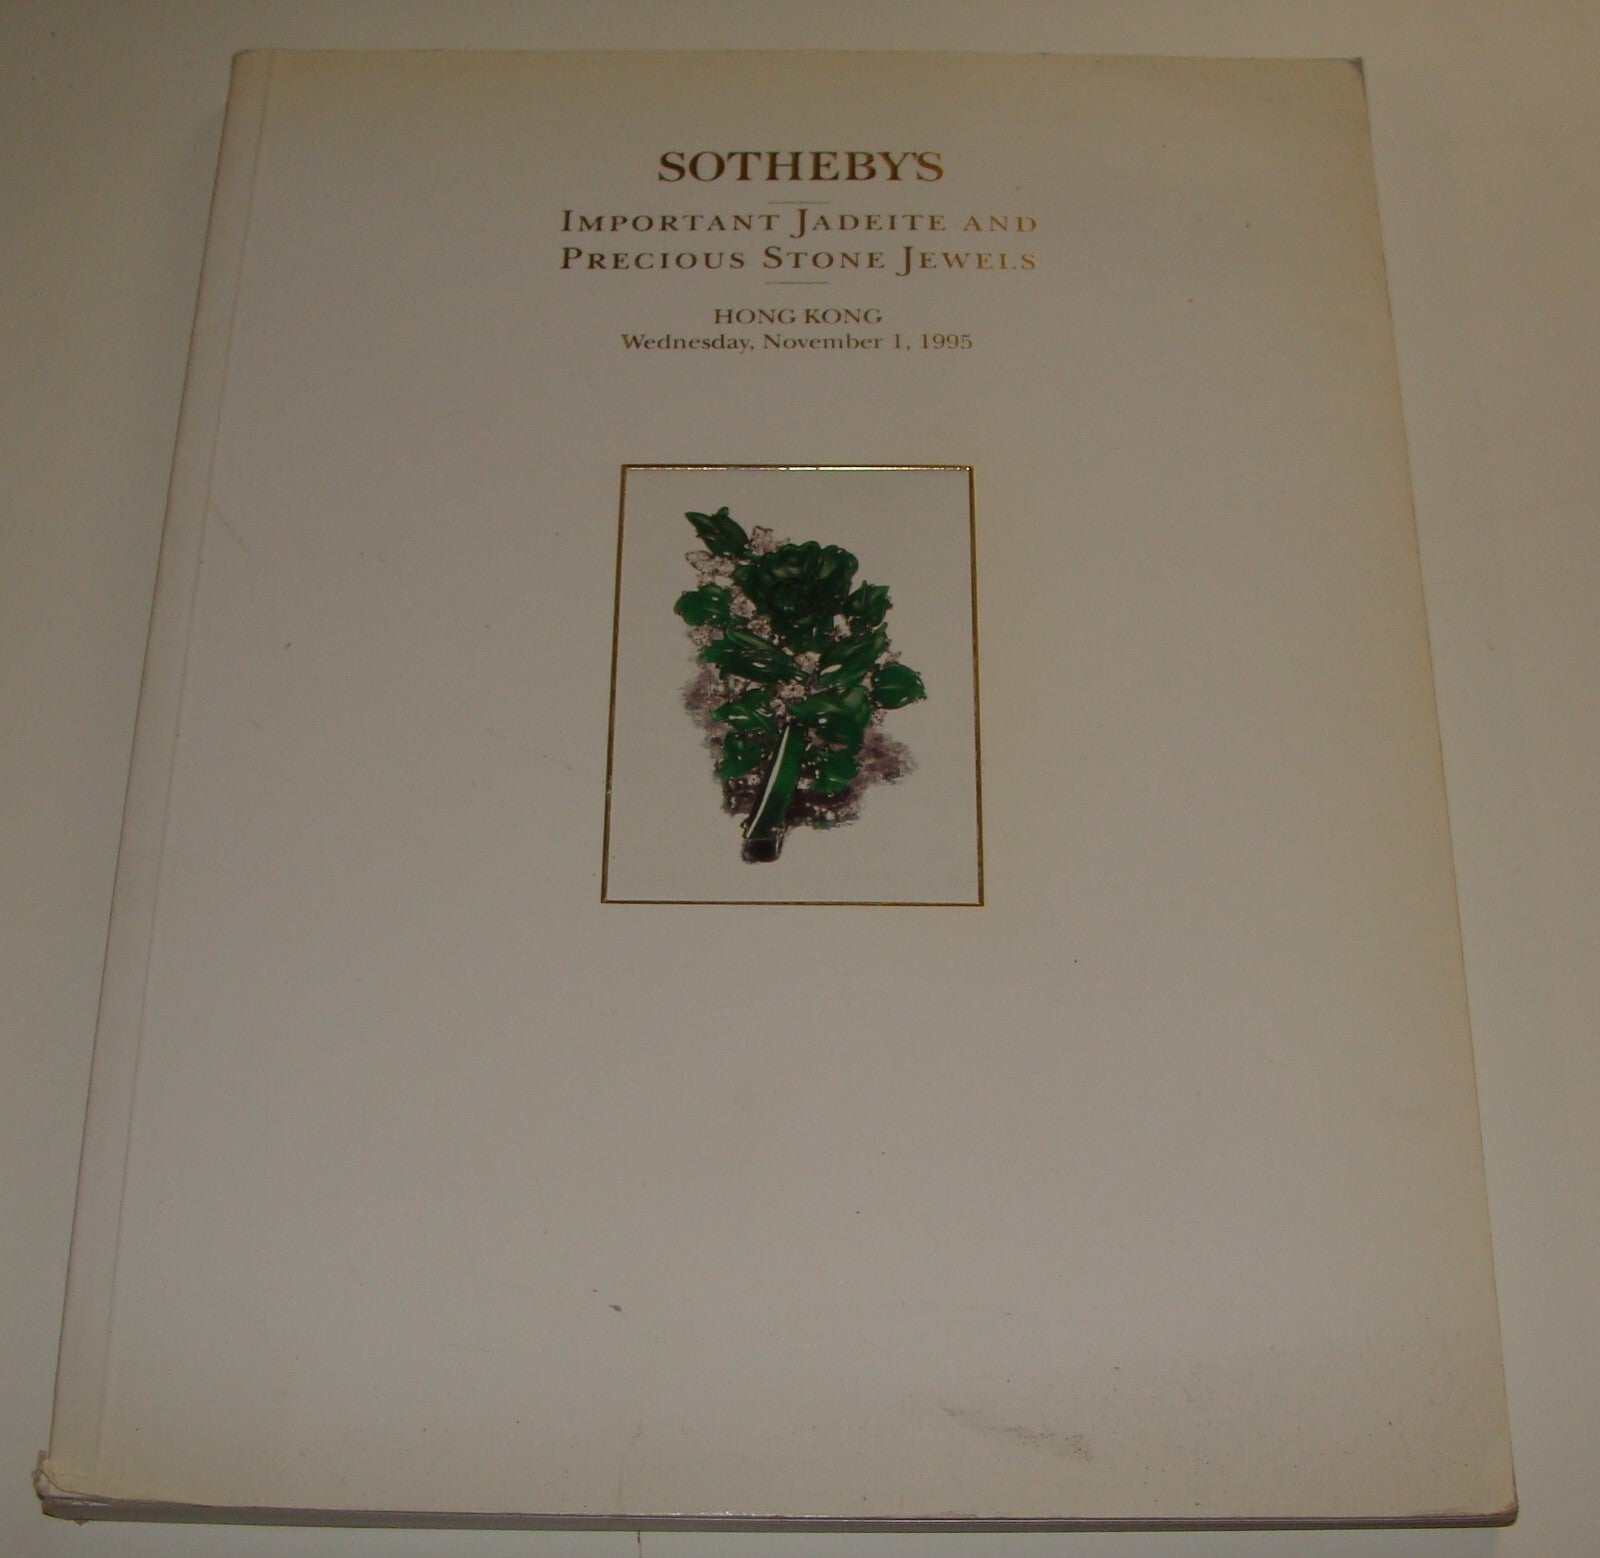 SOTHEBY'S
IMPORTANT JADEITE AND
PRECIOUS STONE JEWELS
HONG KONG
Wednesday, November 1, 1995